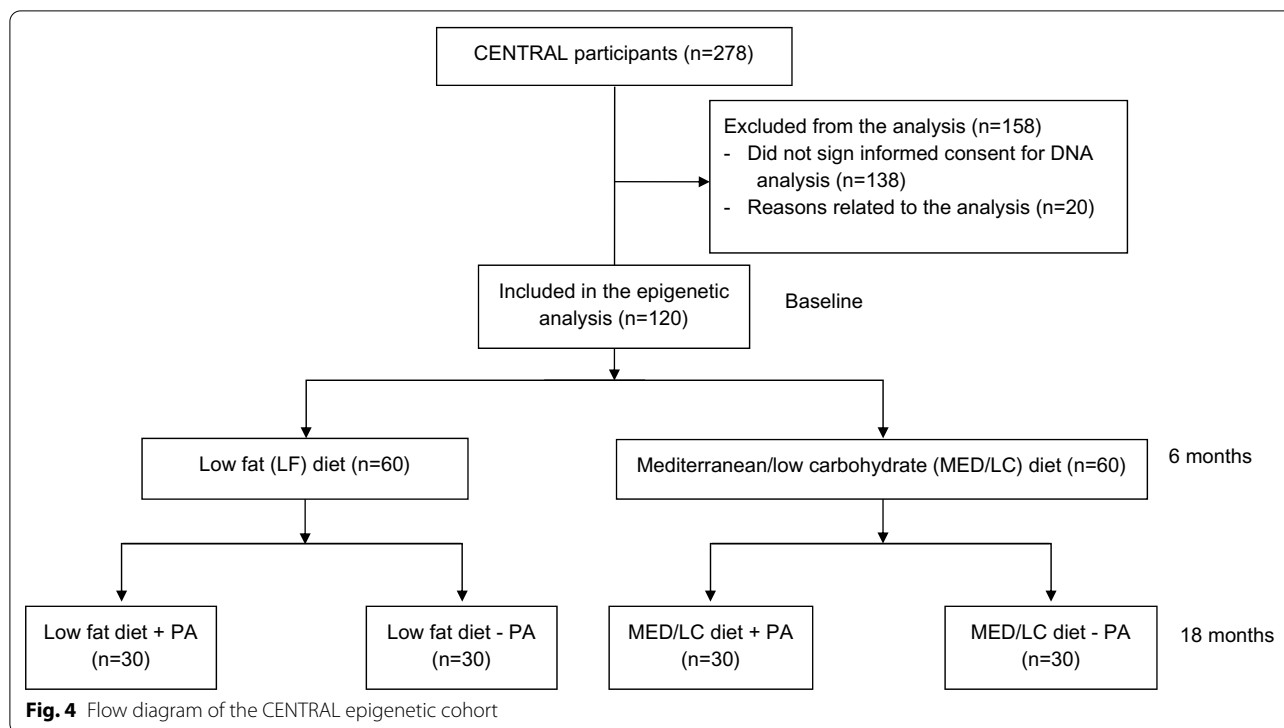 CENTRAL participants (n=278)
Excluded from the analysis (n=158)
- Did not sign informed consent for DNA
analysis (n=138)
- Reasons related to the analysis (n=20)
Included in the epigenetic
analysis (n=120)
Baseline
Low fat (LF) diet (n=60)
Mediterranean/low carbohydrate (MED/LC) diet (n=60)
6 months
Low fat diet + PA
(n=30)
Low fat diet - PA
(n=30)
MED/LC diet + PA
(n=30)
MED/LC diet - PA
(n=30)
18 months
Fig. 4 Flow diagram of the CENTRAL epigenetic cohort